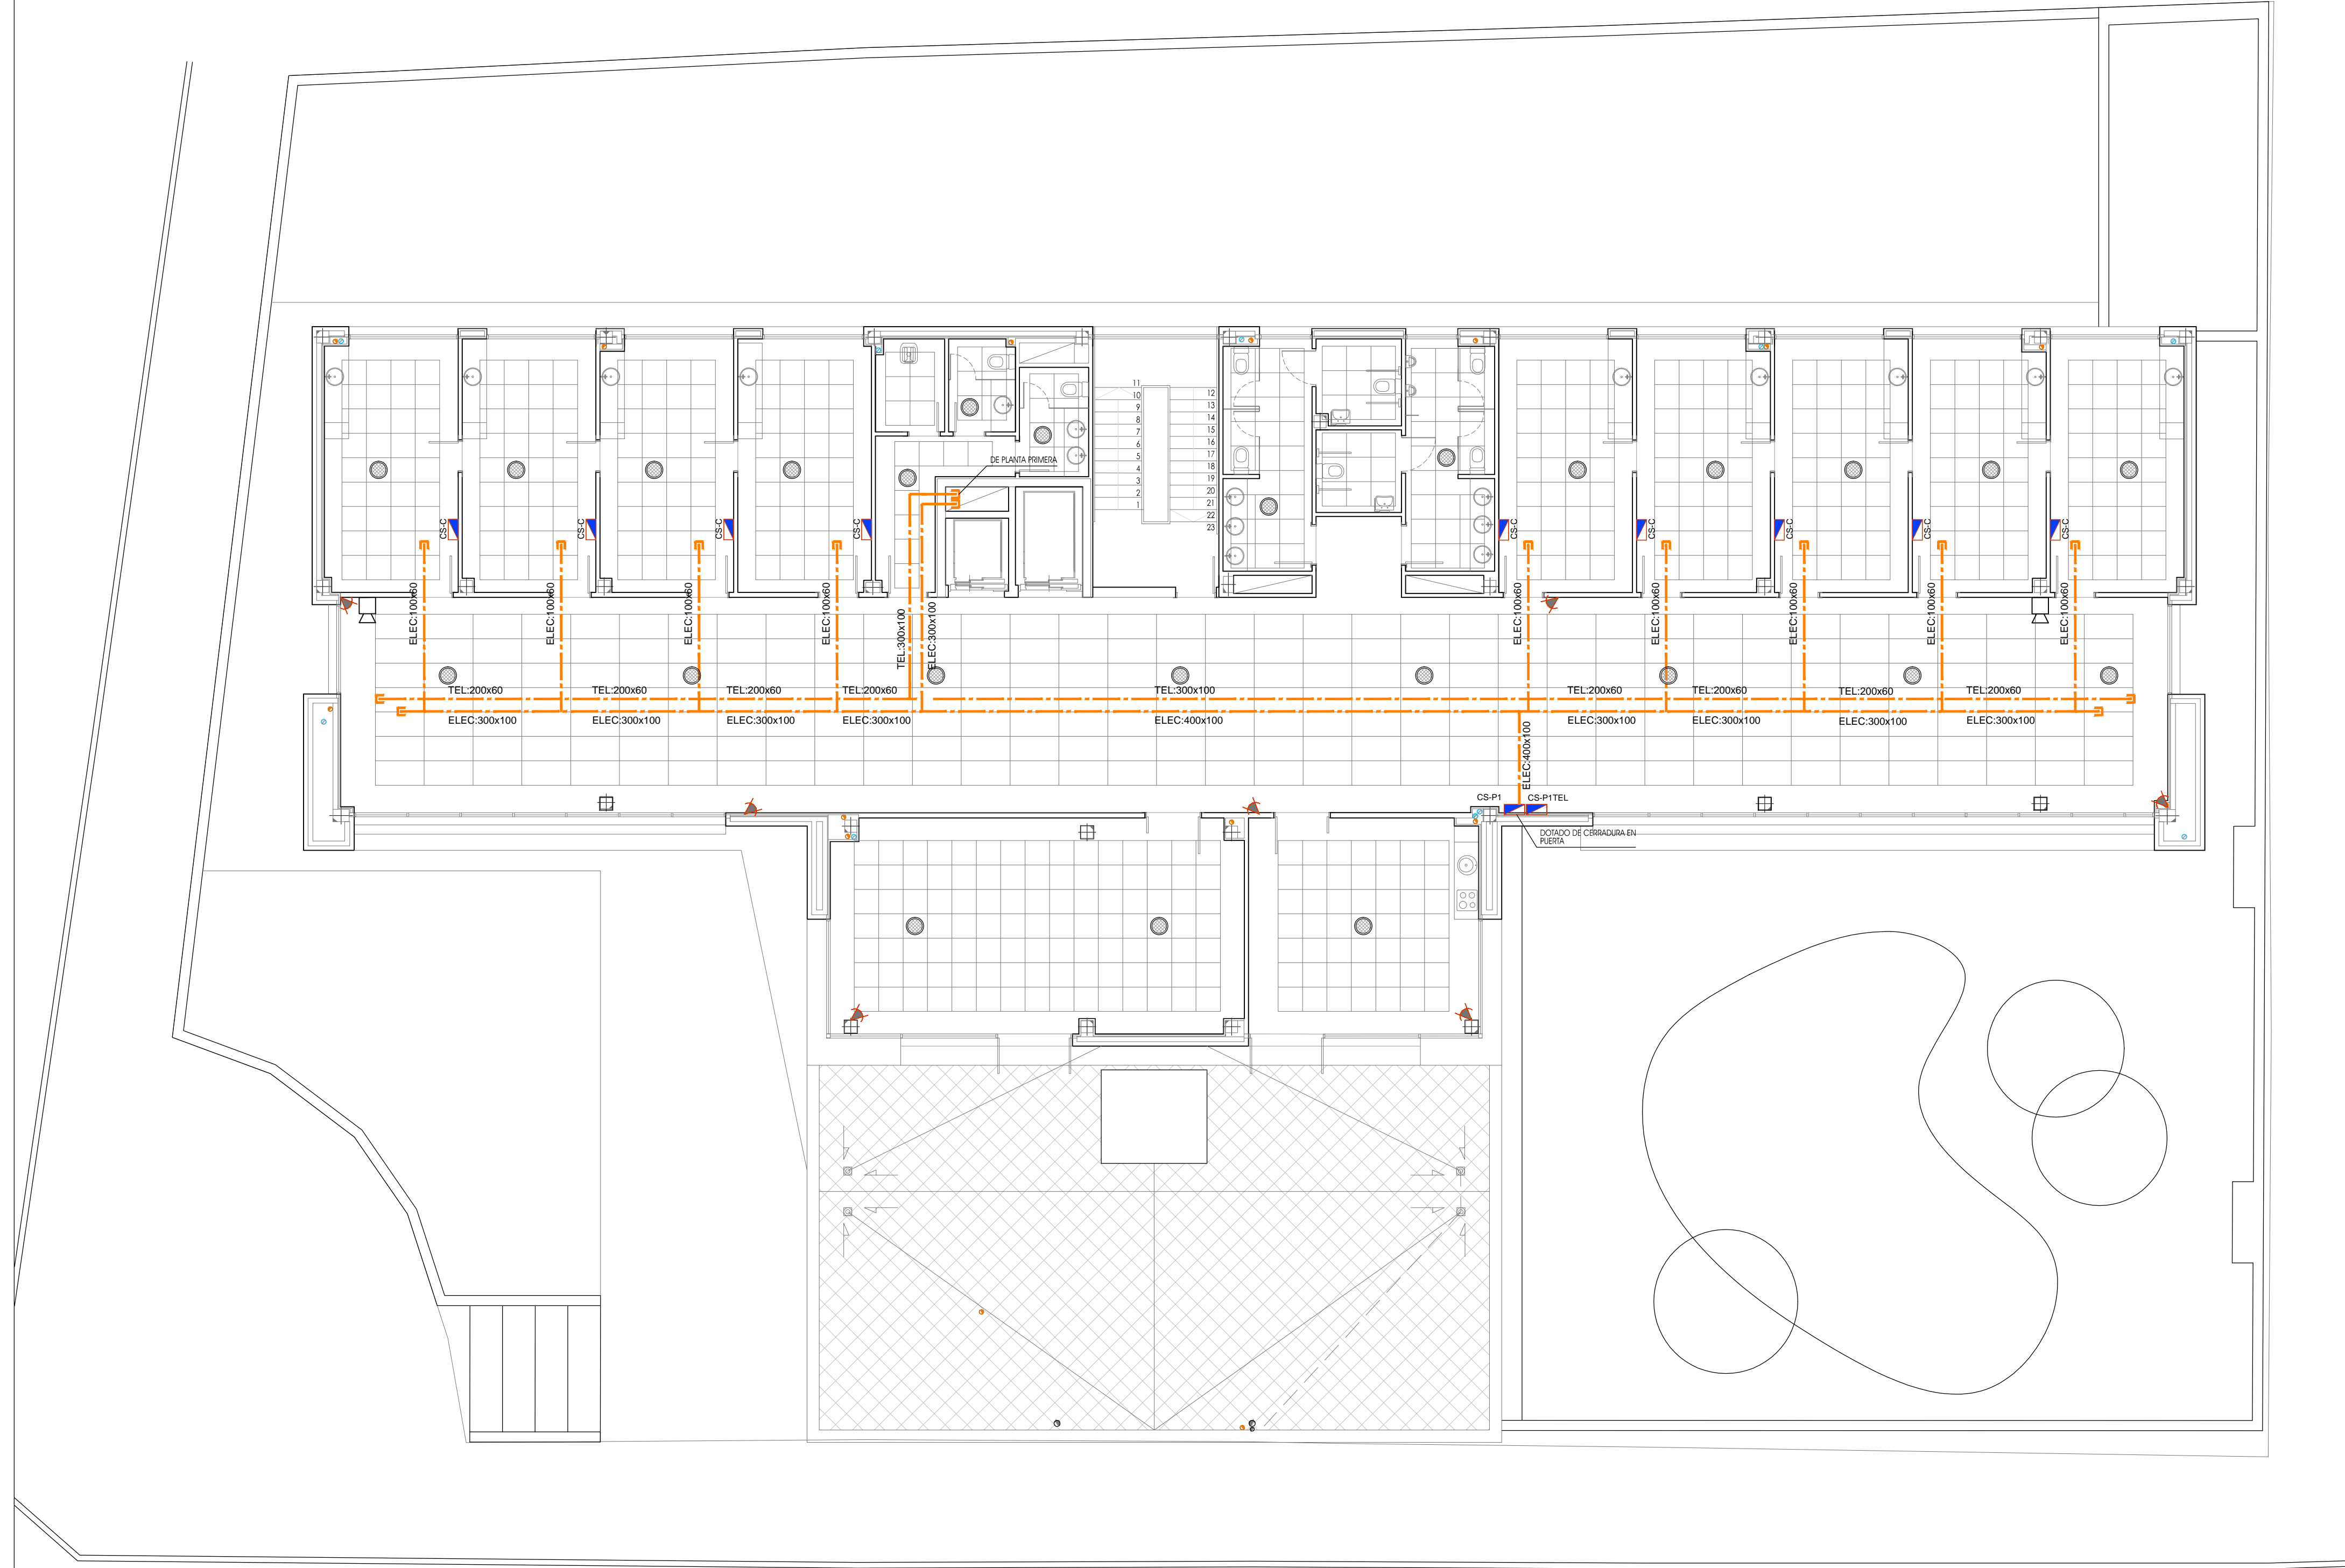 11
10
9
8
7
6
5
4
3
2
1
12
13
14
15
16
17
18
19
20
21
22
23
DE PLANTA PRIMERA
CS-C
CS-C
CS-C
CS-C
CS-C
CS-C
CS-C
CS-C
CS-C
ELEC:100x60
ELEC:100x60
ELEC:100x60
ELEC:100x60
TEL:300x100
ELEC:300x100
ELEC:100x60
ELEC:100x60
ELEC:100x60
ELEC:100x60
ELEC:100x60
TEL:200x60
TEL:200x60
TEL:200x60
TEL:200x60
TEL:300x100
TEL:200x60
TEL:200x60
TEL:200x60
TEL:200x60
ELEC:300x100
ELEC:300x100
ELEC:300x100
ELEC:300x100
ELEC:400x100
ELEC:300x100
ELEC:300x100
ELEC:300x100
ELEC:300x100
ELEC:400x100
CS-P1
CS-P1TEL
DOTADO DE CERRADURA EN
PUERTA